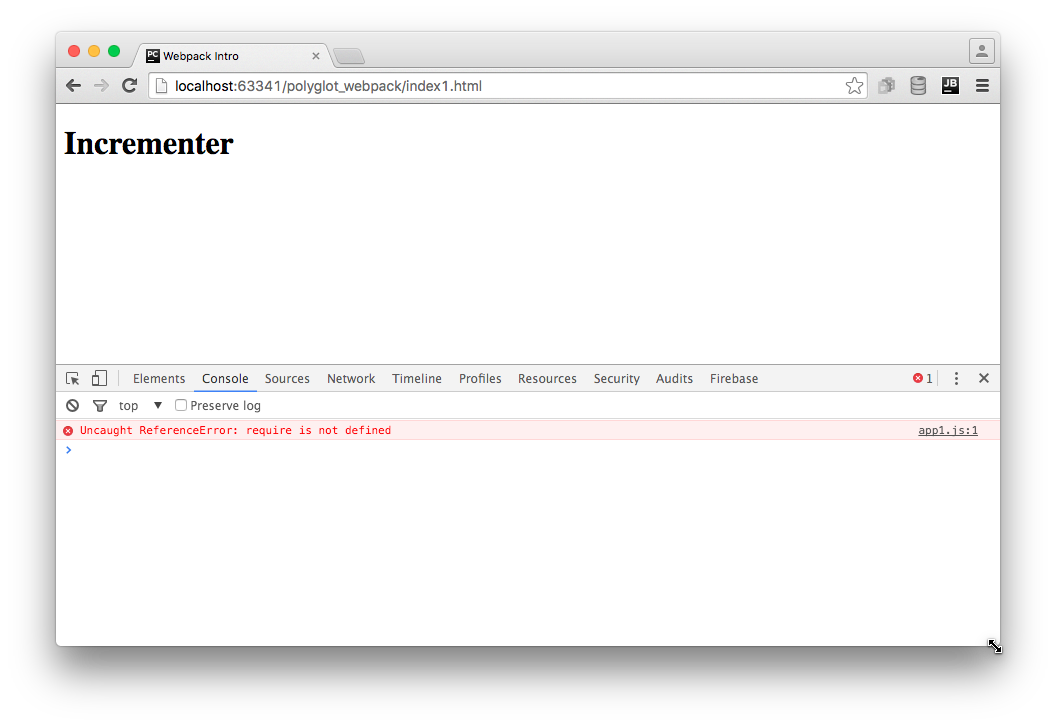 PC Webpack Intro
localhost:63341/polyglot_webpack/index1.html
JB
Incrementer
Elements Console Sources Network Timeline Profiles Resources Security Audits Firebase 1
top Preserve log
Uncaught ReferenceError: require is not defined app1.js:1